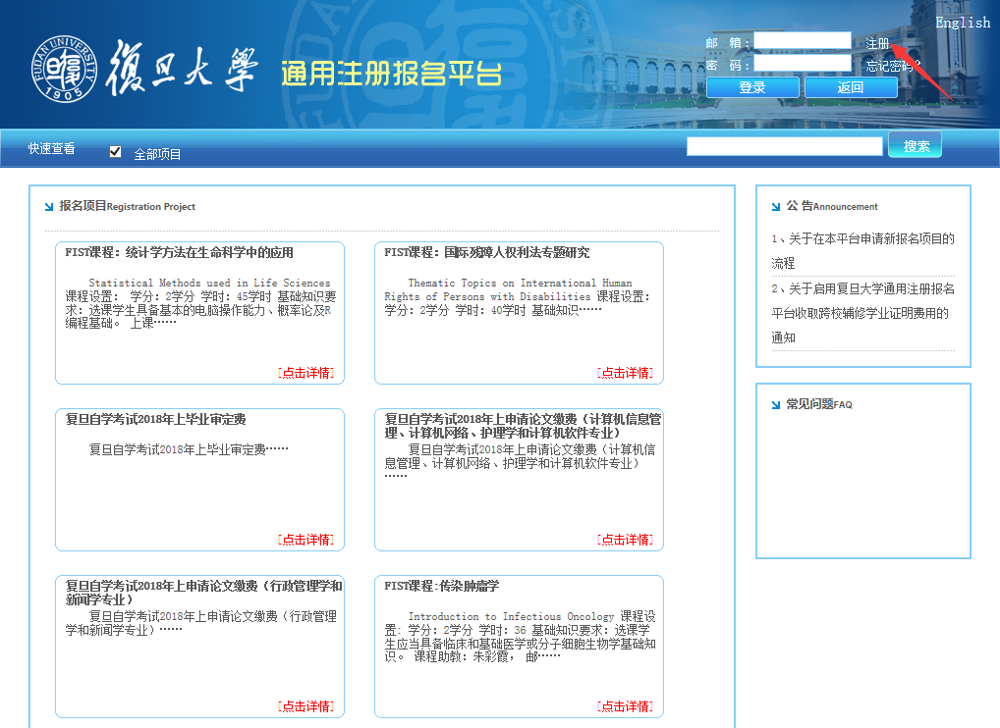 English
FUDAN UNIVERSITY
1905
復旦大學
通用注册报名平台
邮 箱：
注册
密 码：
忘记密码?
登录
返回
快速查看
全部项目
搜索
报名项目Registration Project
FIST课程：统计学方法在生命科学中的应用
Statistical Methods used in Life Sciences
课程设置： 学分：2学分 学时：45学时 基础知识要
求：选课学生具备基本的电脑操作能力、概率论及R
编程基础。 上课……
[点击详情]
FIST课程：国际残障人权利法专题研究
Thematic Topics on International Human
Rights of Persons with Disabilities 课程设置：
学分：2学分 学时：40学时 基础知识……
[点击详情]
复旦自学考试2018年上毕业审定费
复旦自学考试2018年上毕业审定费……
[点击详情]
复旦自学考试2018年上申请论文缴费（计算机信息管
理、计算机网络、护理学和计算机软件专业）
复旦自学考试2018年上申请论文缴费（计算机信
息管理、计算机网络、护理学和计算机软件专业）
……
[点击详情]
复旦自学考试2018年上申请论文缴费（行政管理学和
新闻学专业）
复旦自学考试2018年上申请论文缴费（行政管理
学和新闻学专业）……
[点击详情]
FIST课程:传染肿瘤学
Introduction to Infectious Oncology 课程设
置: 学分：2学分 学时：36 基础知识要求：选课学
生应当具备临床和基础医学或分子细胞生物学基础知
识。 课程助教：朱彩霞， 邮……
[点击详情]
公 告Announcement
1、关于在本平台申请新报名项目的
流程
2、关于启用复旦大学通用注册报名
平台收取跨校辅修学业证明费用的
通知
常见问题FAQ